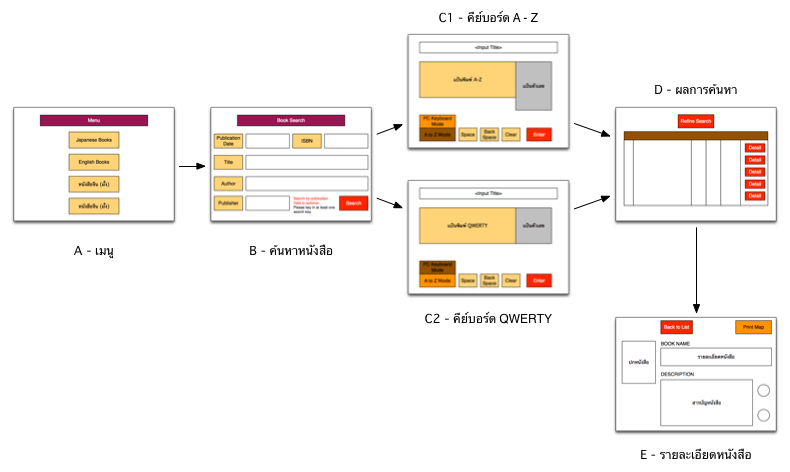 C1 - คีย์บอร์ด A - Z
<Input Title>
แป้นพิมพ์ A-Z
แป้นตัวเลข
PC Keyboard Mode
A to Z Mode
Space
Back Space
Clear
Enter
Menu
Japanese Books
English Books
หนังสือจีน (เต็ม)
หนังสือจีน (เต็ม)
A - เมนู
Book Search
Publication Date
ISBN
Title
Author
Publisher
Search by publication
Date is optional
Please key in at least one
search key.
Search
B - ค้นหาหนังสือ
<Input Title>
แป้นพิมพ์ QWERTY
แป้นตัวเลข
PC Keyboard Mode
A to Z Mode
Space
Back Space
Clear
Enter
C2 - คีย์บอร์ด QWERTY
D - ผลการค้นหา
Refine Search
Detail
Detail
Detail
Detail
Detail
Back to List
Print Map
BOOK NAME
ปกหนังสือ
รายละเอียดหนังสือ
DESCRIPTION
สารบัญหนังสือ
E - รายละเอียดหนังสือ